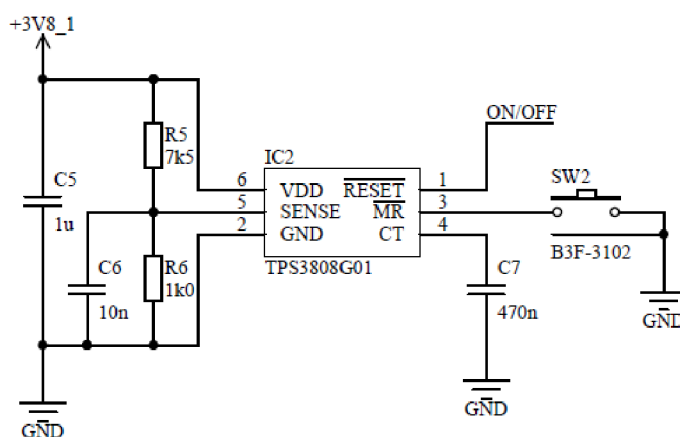 +3V8_1
ON/OFF
R5
7k5
IC2
C5
6 VDD RESET 1
SW2
5 SENSE MR 3
1u
2 GND CT 4
B3F-3102
C6
R6
TPS3808G01
C7
1k0
10n
470n
GND
GND
GND